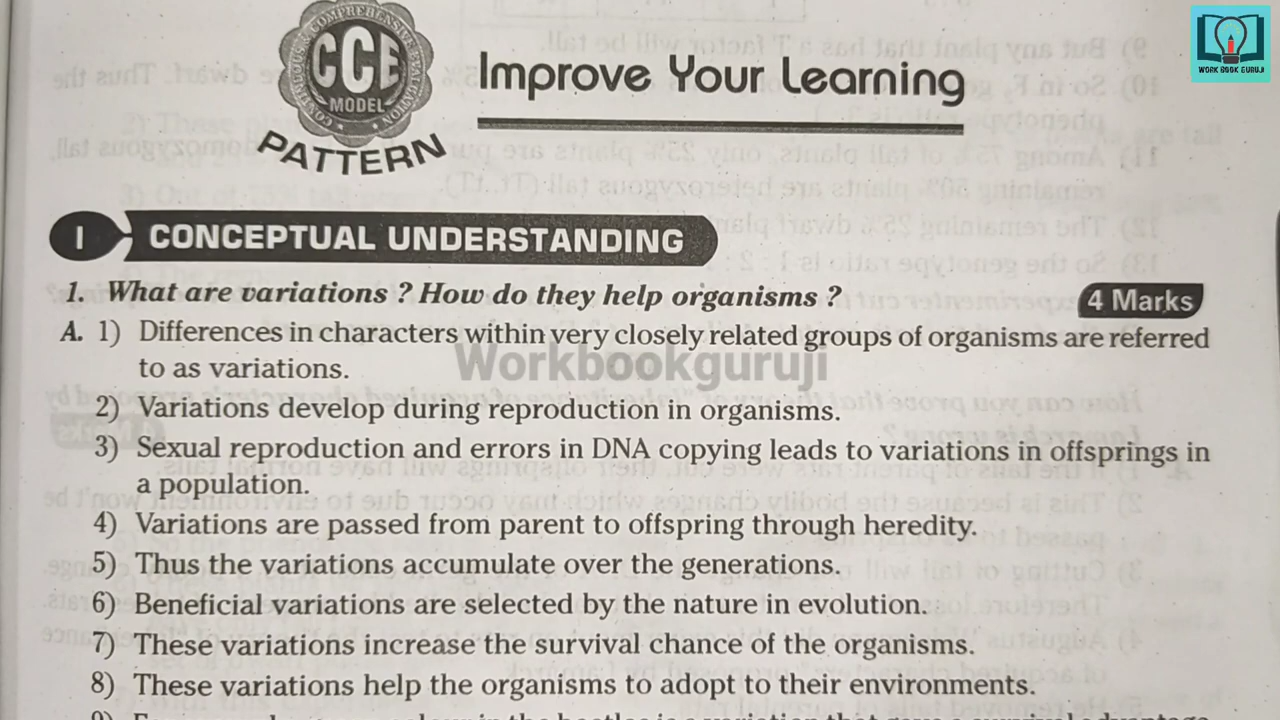 WORK BOOK GURUJI
CONTINUOUS COMPREHENSIVE EVALUATION
CCE
MODEL
PATTERN
Improve Your Learning
I CONCEPTUAL UNDERSTANDING
1. What are variations ? How do they help organisms ? 4 Marks
A. 1) Differences in characters within very closely related groups of organisms are referred
to as variations.
Workbookguruji
2) Variations develop during reproduction in organisms.
3) Sexual reproduction and errors in DNA copying leads to variations in offsprings in
a population.
4) Variations are passed from parent to offspring through heredity.
5) Thus the variations accumulate over the generations.
6) Beneficial variations are selected by the nature in evolution.
7) These variations increase the survival chance of the organisms.
8) These variations help the organisms to adopt to their environments.